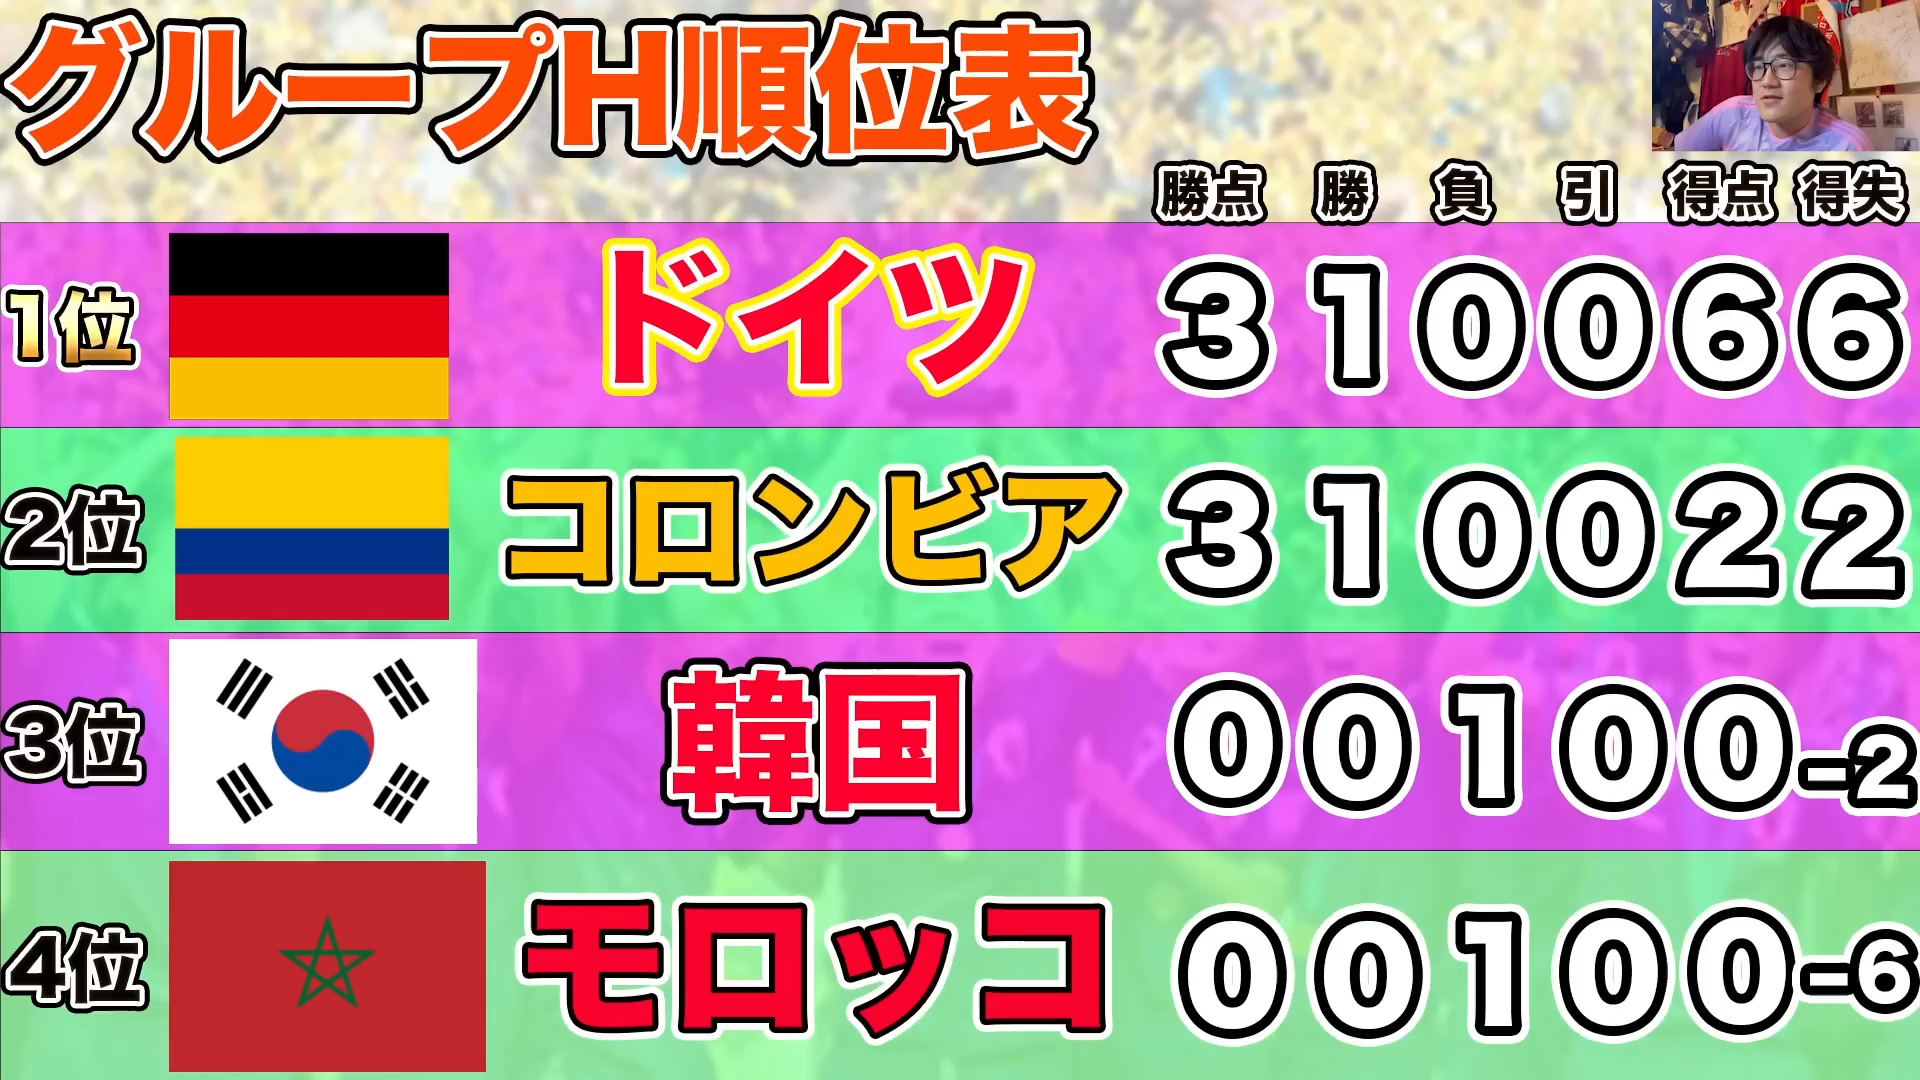 グループH順位表
勝点 勝 負 引 得点 得失
1位 ドイツ 3 1 0 0 6 6
2位 コロンビア 3 1 0 0 2 2
3位 韓国 0 0 1 0 0 -2
4位 モロッコ 0 0 1 0 0 -6